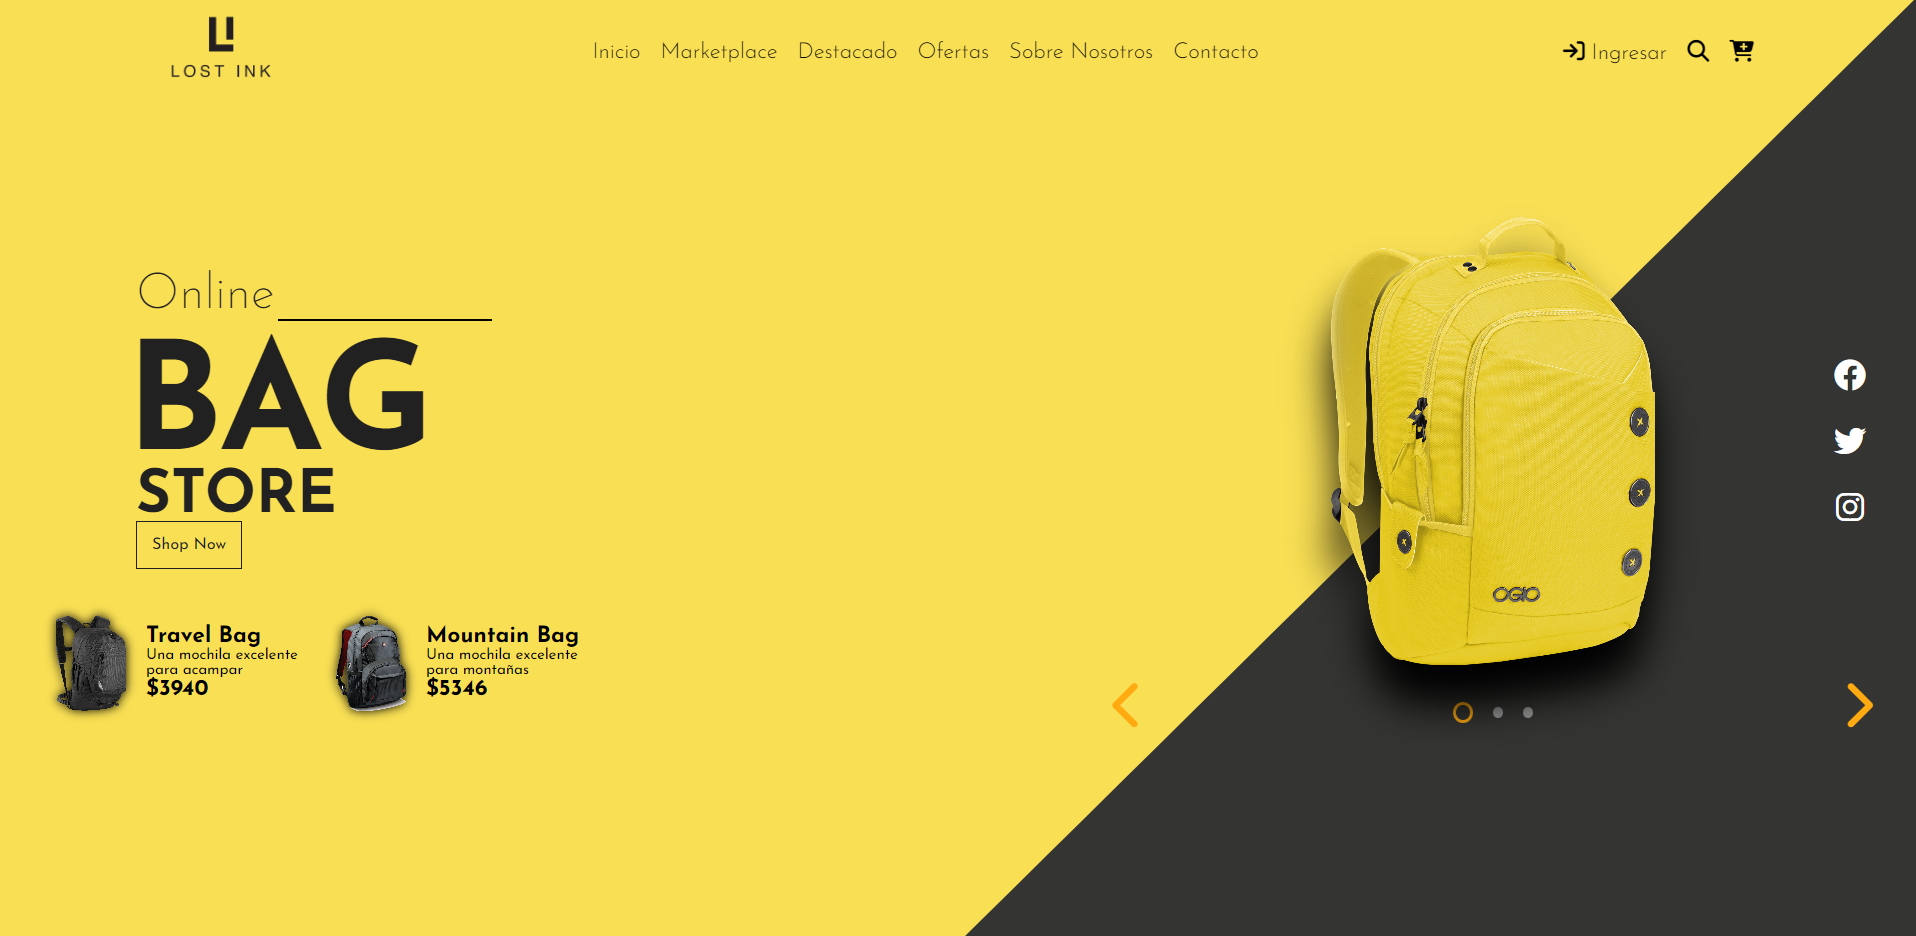 LOST INK
Inicio Marketplace Destacado Ofertas Sobre Nosotros Contacto
Ingresar
Online
BAG
STORE
Shop Now
Travel Bag
Una mochila excelente
para acampar
$3940
Mountain Bag
Una mochila excelente
para montañas
$5346
OGIO